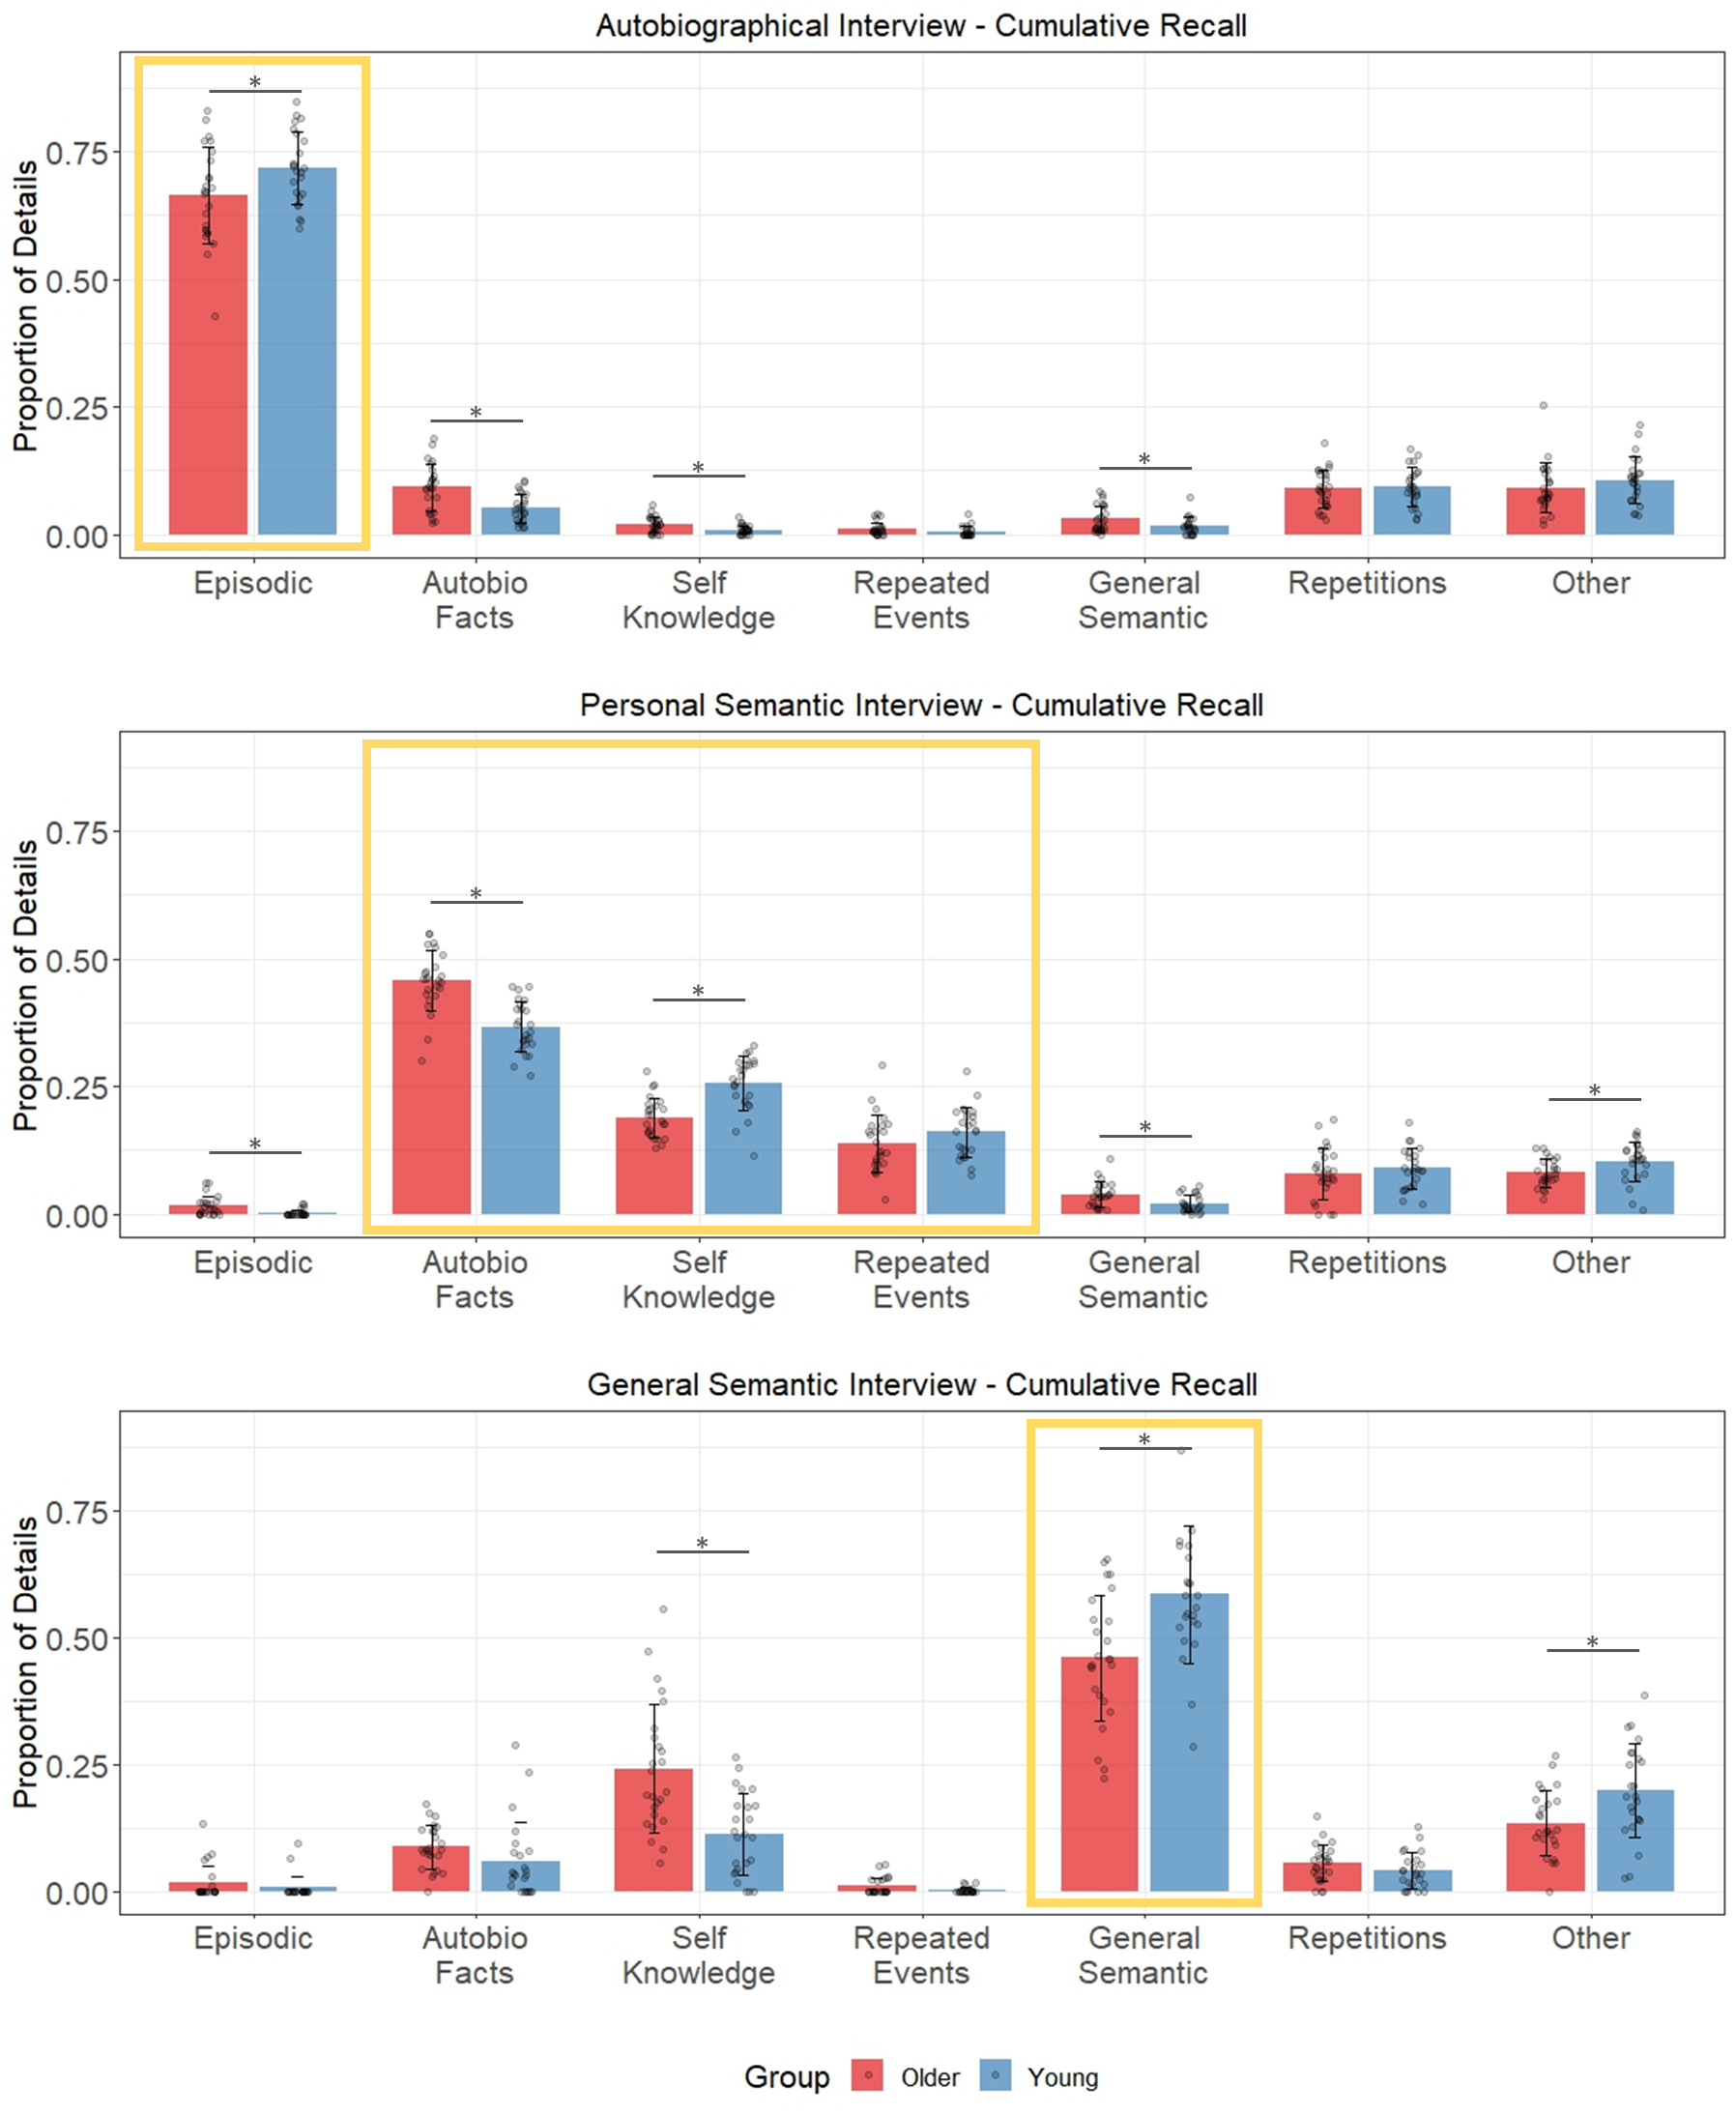 Autobiographical Interview - Cumulative Recall
Proportion of Details
0.75
0.50
0.25
0.00
*
*
*
*
Episodic
Autobio
Facts
Self
Knowledge
Repeated
Events
General
Semantic
Repetitions
Other
Personal Semantic Interview - Cumulative Recall
Proportion of Details
0.75
0.50
0.25
0.00
*
*
*
*
*
Episodic
Autobio
Facts
Self
Knowledge
Repeated
Events
General
Semantic
Repetitions
Other
General Semantic Interview - Cumulative Recall
Proportion of Details
0.75
0.50
0.25
0.00
*
*
*
Episodic
Autobio
Facts
Self
Knowledge
Repeated
Events
General
Semantic
Repetitions
Other
Group
Older
Young